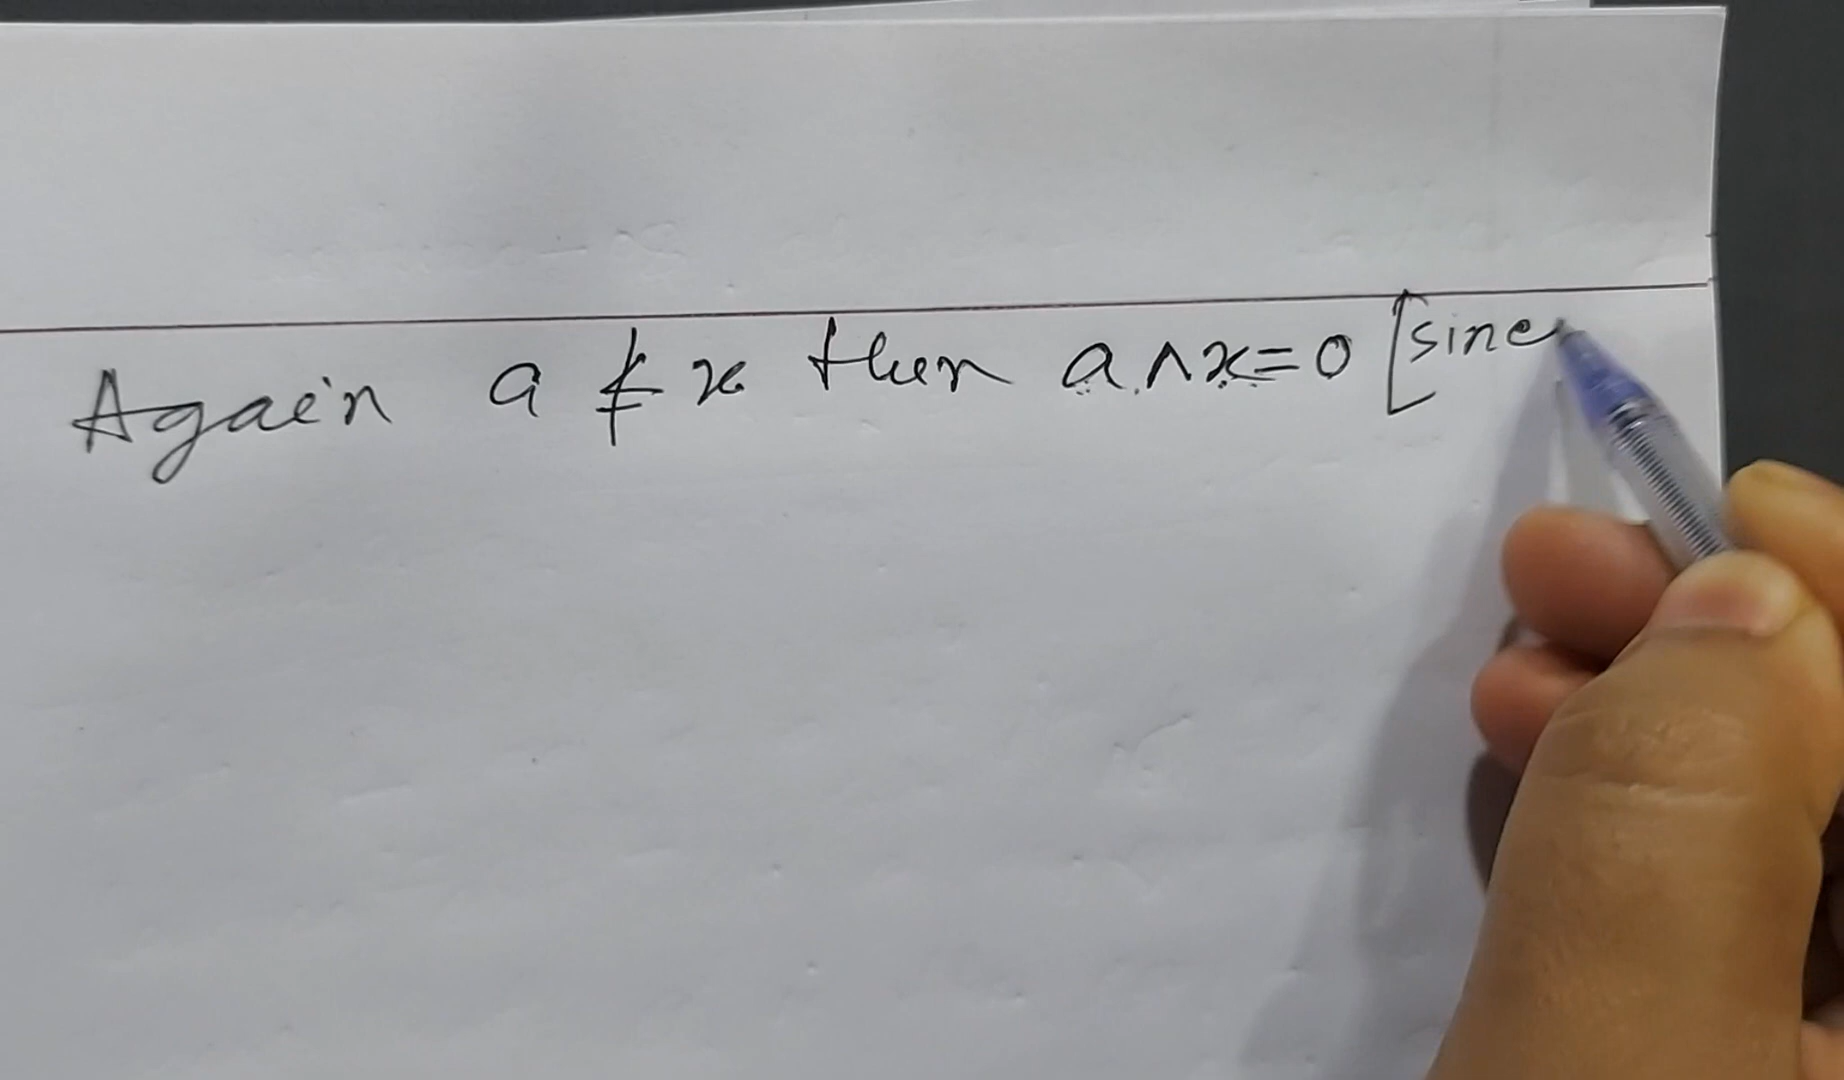 Again a ≰ x then a ∧ x = 0 [since